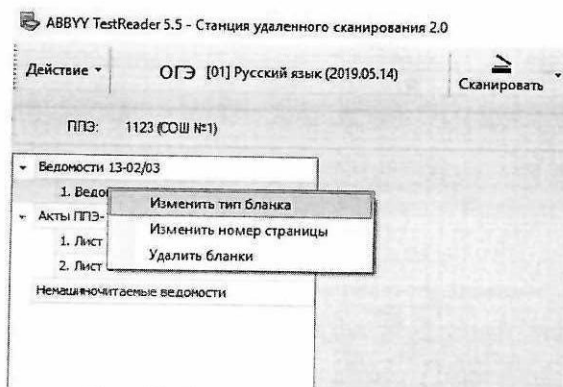 ABBYY TestReader 5.5 - Станция удаленного сканирования 2.0
Действие
ОГЭ [01] Русский язык (2019.05.14)
Сканировать
ППЭ: 1123 (СОШ №1)
Ведомости 13-02/03
1. Ведо
Изменить тип бланка
Акты ППЭ-
Изменить номер страницы
1. Лист
Удалить бланки
2. Лист
Немашиночитаемые ведомости